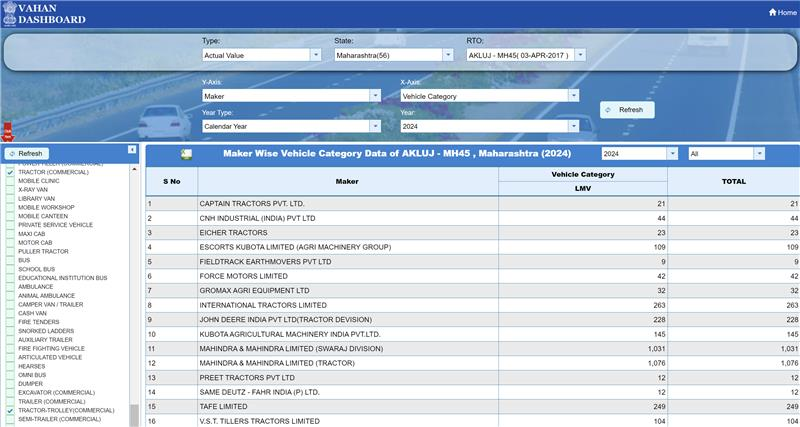 VAHAN
DASHBOARD
Home
Type: State: RTO:
Actual Value Maharashtra(56) AKLUJ - MH45( 03-APR-2017 )
Y-Axis: X-Axis:
Maker Vehicle Category
Refresh
Year Type: Year:
Calendar Year 2024
Refresh
Maker Wise Vehicle Category Data of AKLUJ - MH45 , Maharashtra (2024) 2024 All
POWER TILLER (COMMERCIAL)
TRACTOR (COMMERCIAL)
MOBILE CLINIC
X-RAY VAN
LIBRARY VAN
MOBILE WORKSHOP
MOBILE CANTEEN
PRIVATE SERVICE VEHICLE
MAXI CAB
MOTOR CAB
PULLER TRACTOR
BUS
SCHOOL BUS
EDUCATIONAL INSTITUTION BUS
AMBULANCE
ANIMAL AMBULANCE
CAMPER VAN / TRAILER
CASH VAN
FIRE TENDERS
SNORKED LADDERS
AUXILIARY TRAILER
FIRE FIGHTING VEHICLE
ARTICULATED VEHICLE
HEARSES
OMNI BUS
DUMPER
EXCAVATOR (COMMERCIAL)
TRAILER (COMMERCIAL)
TRACTOR-TROLLEY(COMMERCIAL)
SEMI-TRAILER (COMMERCIAL)
S No Maker Vehicle Category TOTAL
LMV
1 CAPTAIN TRACTORS PVT. LTD. 21 21
2 CNH INDUSTRIAL (INDIA) PVT LTD 44 44
3 EICHER TRACTORS 23 23
4 ESCORTS KUBOTA LIMITED (AGRI MACHINERY GROUP) 109 109
5 FIELDTRACK EARTHMOVERS PVT LTD 9 9
6 FORCE MOTORS LIMITED 42 42
7 GROMAX AGRI EQUIPMENT LTD 32 32
8 INTERNATIONAL TRACTORS LIMITED 263 263
9 JOHN DEERE INDIA PVT LTD(TRACTOR DEVISION) 228 228
10 KUBOTA AGRICULTURAL MACHINERY INDIA PVT.LTD. 145 145
11 MAHINDRA & MAHINDRA LIMITED (SWARAJ DIVISION) 1,031 1,031
12 MAHINDRA & MAHINDRA LIMITED (TRACTOR) 1,076 1,076
13 PREET TRACTORS PVT LTD 12 12
14 SAME DEUTZ - FAHR INDIA (P) LTD. 12 12
15 TAFE LIMITED 249 249
16 V.S.T. TILLERS TRACTORS LIMITED 104 104